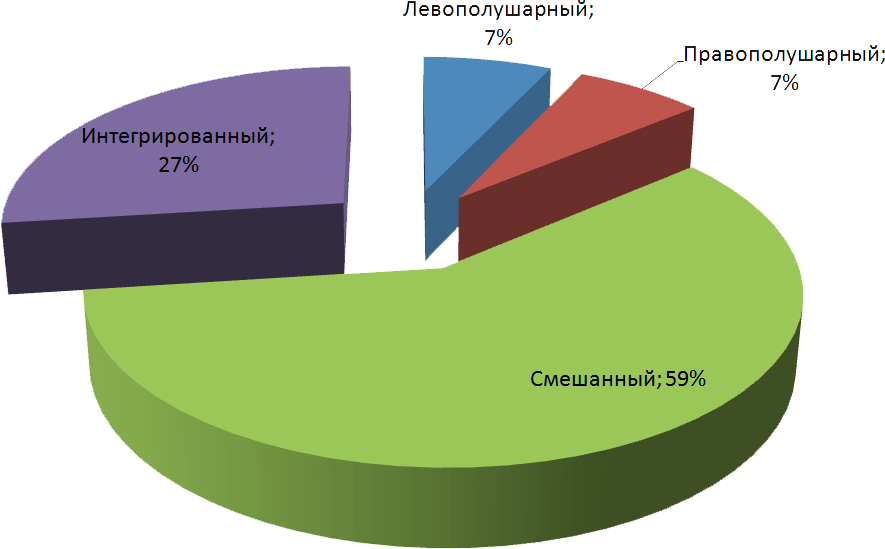 Левополушарный;
7%
Правополушарный;
7%
Интегрированный;
27%
Смешанный; 59%